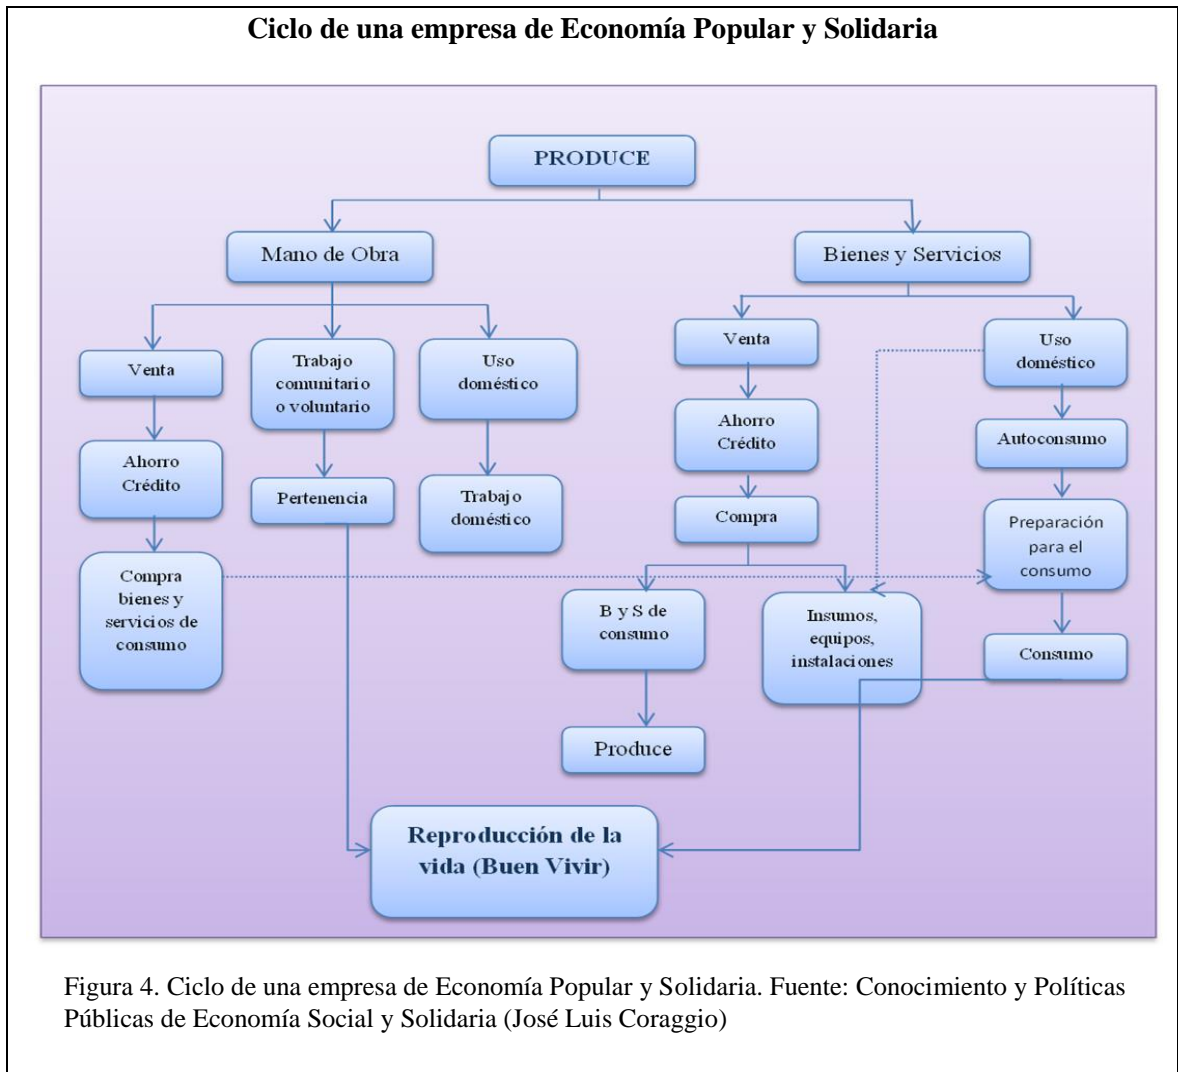 Ciclo de una empresa de Economía Popular y Solidaria
PRODUCE
Mano de Obra
Bienes y Servicios
Venta
Trabajo
comunitario
o voluntario
Uso
doméstico
Venta
Uso
doméstico
Ahorro
Crédito
Pertenencia
Trabajo
doméstico
Ahorro
Crédito
Autoconsumo
Compra
Preparación
para el
consumo
Compra
bienes y
servicios de
consumo
B y S de
consumo
Insumos,
equipos,
instalaciones
Consumo
Produce
Reproducción de la
vida (Buen Vivir)
Figura 4. Ciclo de una empresa de Economía Popular y Solidaria. Fuente: Conocimiento y Políticas
Públicas de Economía Social y Solidaria (José Luis Coraggio)